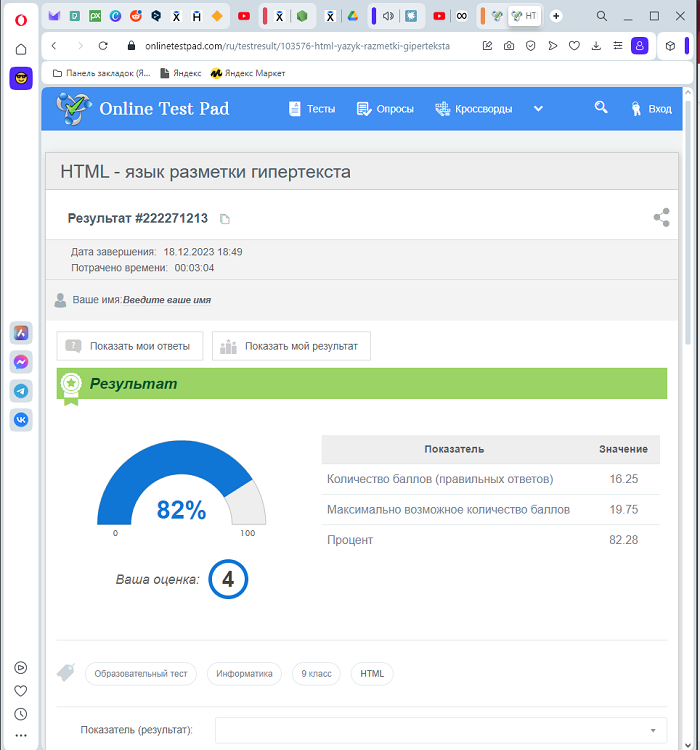 НТ
onlinetestpad.com/ru/testresult/103576-html-yazyk-razmetki-giperteksta
Панель закладок (Я... Яндекс Яндекс Маркет
Online Test Pad Тесты Опросы Кроссворды Вход
HTML - язык разметки гипертекста
Результат #222271213
Дата завершения: 18.12.2023 18:49
Потрачено времени: 00:03:04
Ваше имя:Введите ваше имя
Показать мои ответы Показать мой результат
Результат
Показатель Значение
Количество баллов (правильных ответов) 16.25
82% Максимально возможное количество баллов 19.75
0 100
Процент 82.28
Ваша оценка: 4
Образовательный тест Информатика 9 класс HTML
Показатель (результат):